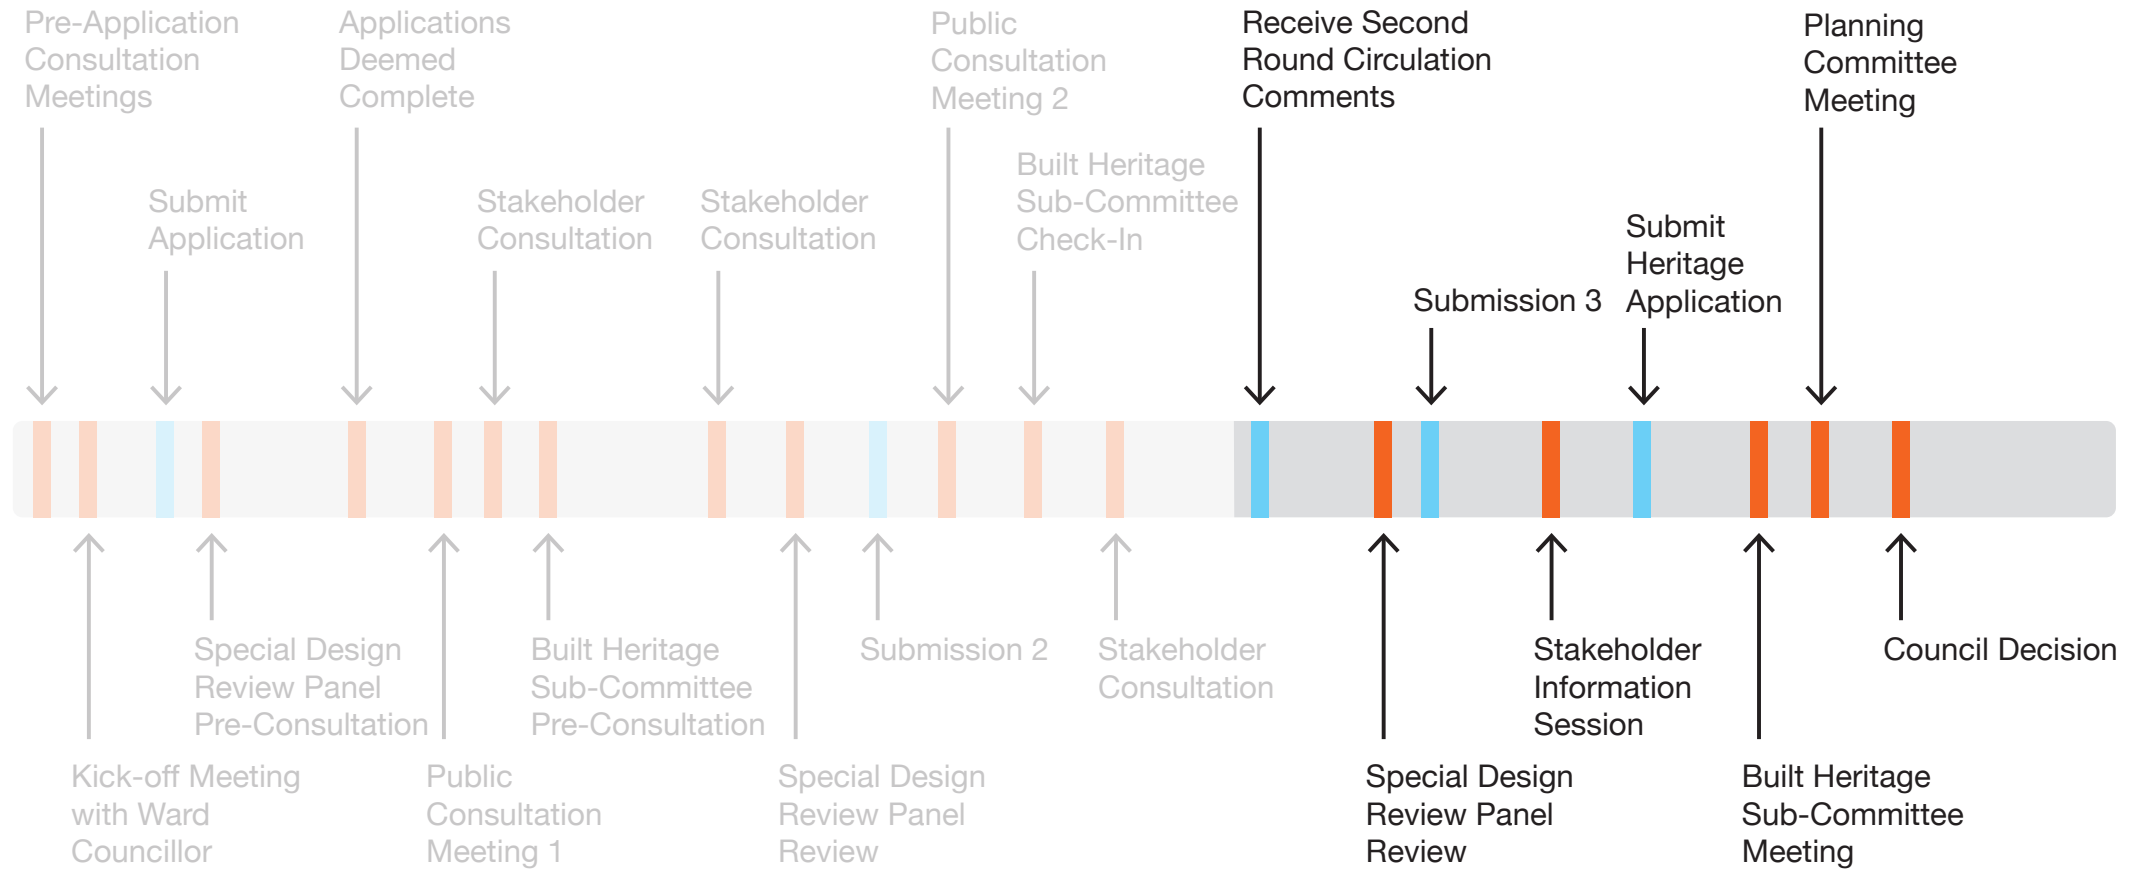 Pre-Application
Consultation
Meetings
Applications
Deemed
Complete
Public
Consultation
Meeting 2
Receive Second
Round Circulation
Comments
Planning
Committee
Meeting
Submit
Application
Stakeholder
Consultation
Stakeholder
Consultation
Built Heritage
Sub-Committee
Check-In
Submission 3
Submit
Heritage
Application
Special Design
Review Panel
Pre-Consultation
Built Heritage
Sub-Committee
Pre-Consultation
Submission 2
Stakeholder
Consultation
Stakeholder
Information
Session
Council Decision
Kick-off Meeting
with Ward
Councillor
Public
Consultation
Meeting 1
Special Design
Review Panel
Review
Special Design
Review Panel
Review
Built Heritage
Sub-Committee
Meeting